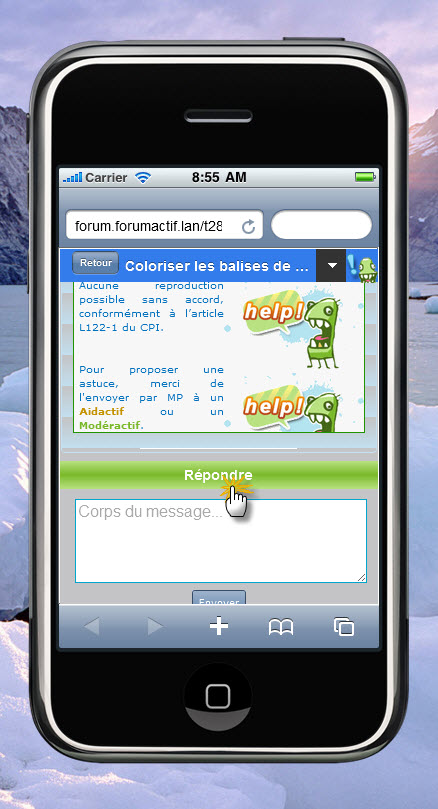 Carrier 8:55 AM
forum.forumactif.lan/t28
Retour Coloriser les balises de ...
Aucune reproduction
possible sans accord,
conformément à l'article
L122-1 du CPI.
help!
Pour proposer une
astuce, merci de
l'envoyer par MP à un
Aidactif ou un
Modéractif.
help!
Répondre
Corps du message...
Envoyer